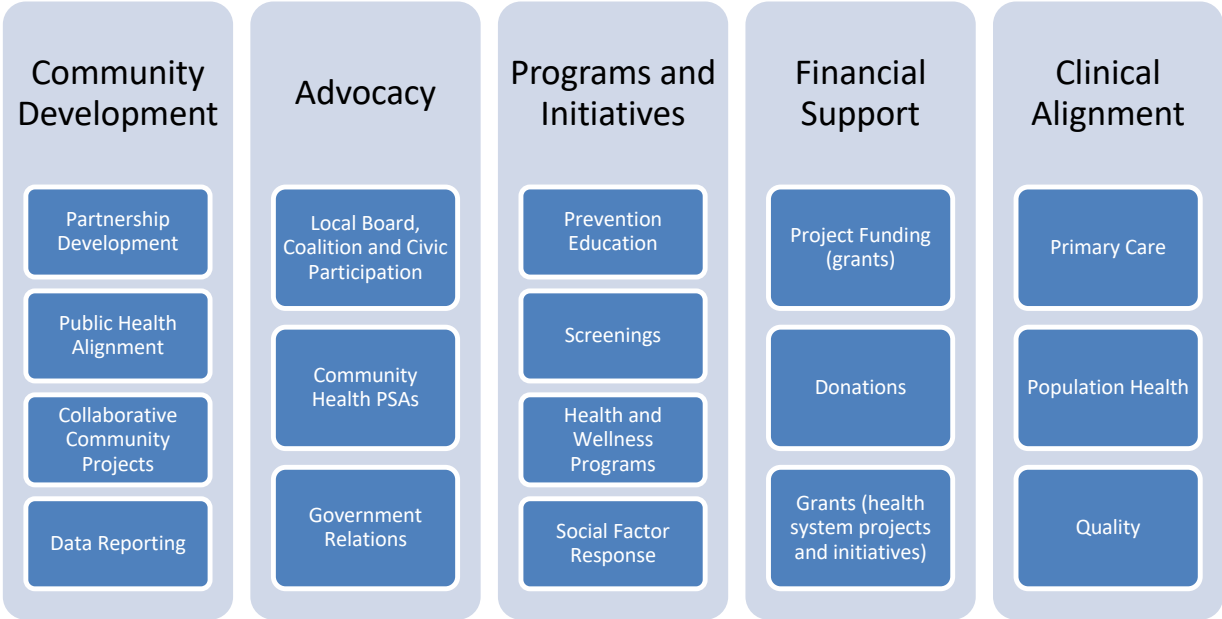 Community
Development
Partnership
Development
Public Health
Alignment
Collaborative
Community
Projects
Data Reporting
Advocacy
Local Board,
Coalition and Civic
Participation
Community
Health PSAs
Government
Relations
Programs and
Initiatives
Prevention
Education
Screenings
Health and
Wellness
Programs
Social Factor
Response
Financial
Support
Project Funding
(grants)
Donations
Grants (health
system projects
and initiatives)
Clinical
Alignment
Primary Care
Population Health
Quality